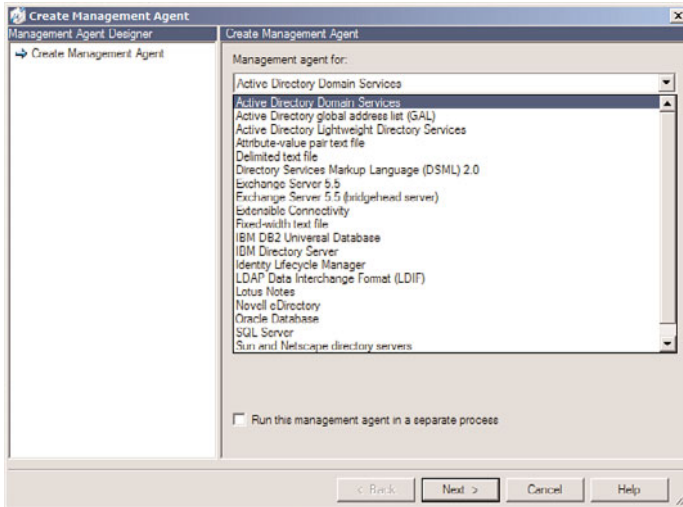 Create Management Agent
Management Agent Designer
Create Management Agent
Create Management Agent
Management agent for:
Active Directory Domain Services
Active Directory Domain Services
Active Directory global address list (GAL)
Active Directory Lightweight Directory Services
Attribute-value pair text file
Delimited text file
Directory Services Markup Language (DSML) 2.0
Exchange Server 5.5
Exchange Server 5.5 (bridgehead server)
Extensible Connectivity
Fixed-width text file
IBM DB2 Universal Database
IBM Directory Server
Identity Lifecycle Manager
LDAP Data Interchange Format (LDIF)
Lotus Notes
Novell eDirectory
Oracle Database
SQL Server
Sun and Netscape directory servers
Run this management agent in a separate process
< Back
Next >
Cancel
Help